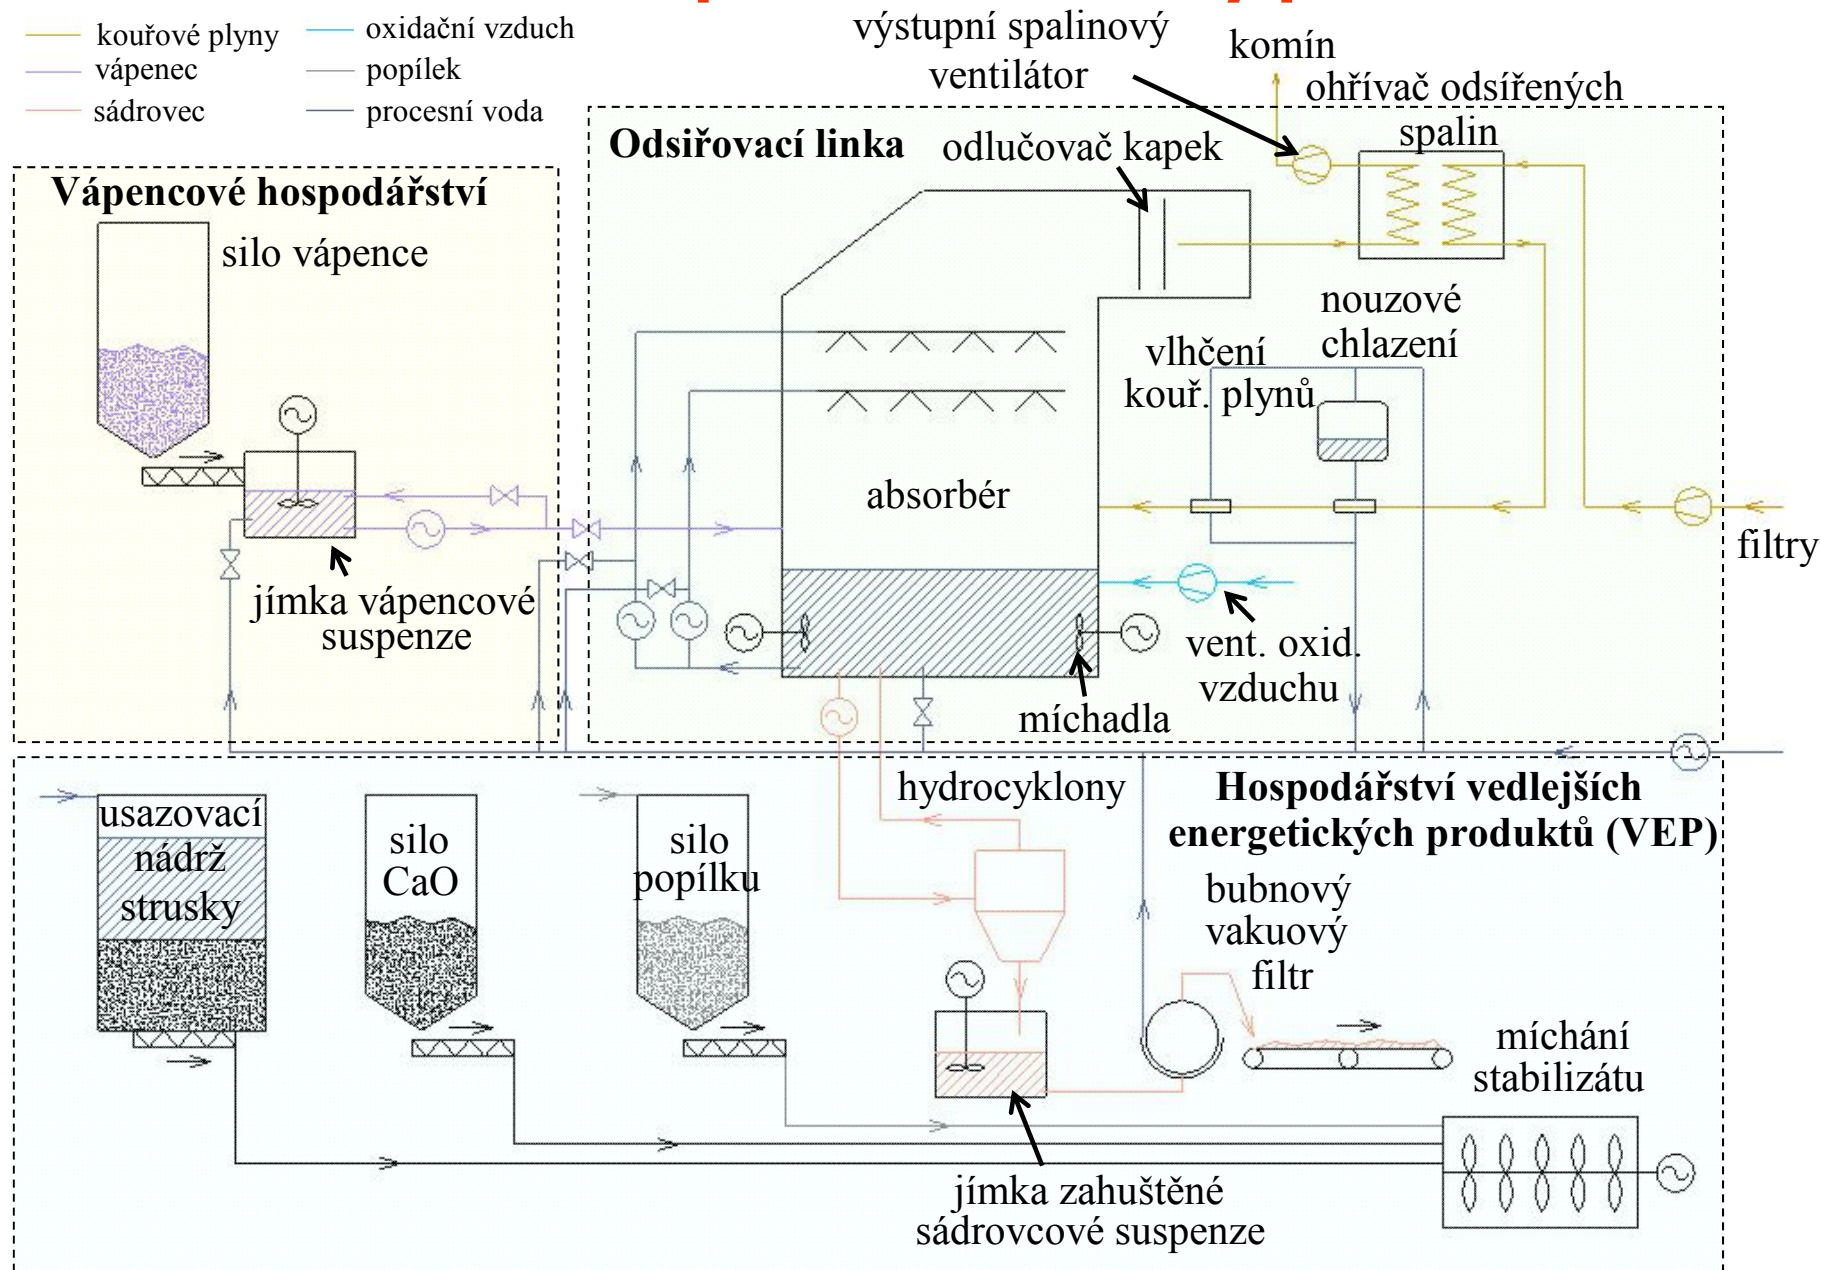 kouřové plyny
vápenec
sádrovec
oxidační vzduch
popílek
procesní voda
výstupní spalinový
ventilátor
komín
ohřívač odsířených
spalin
Odsiřovací linka
odlučovač kapek
Vápencové hospodářství
silo vápence
nouzové
chlazení
vlhčení
kouř. plynů
absorbér
filtry
jímka vápencové
suspenze
vent. oxid.
vzduchu
míchadla
hydrocyklony
Hospodářství vedlejších
energetických produktů (VEP)
usazovací
nádrž
strusky
silo
CaO
silo
popílku
bubnový
vakuový
filtr
míchání
stabilizátu
jímka zahuštěné
sádrovcové suspenze